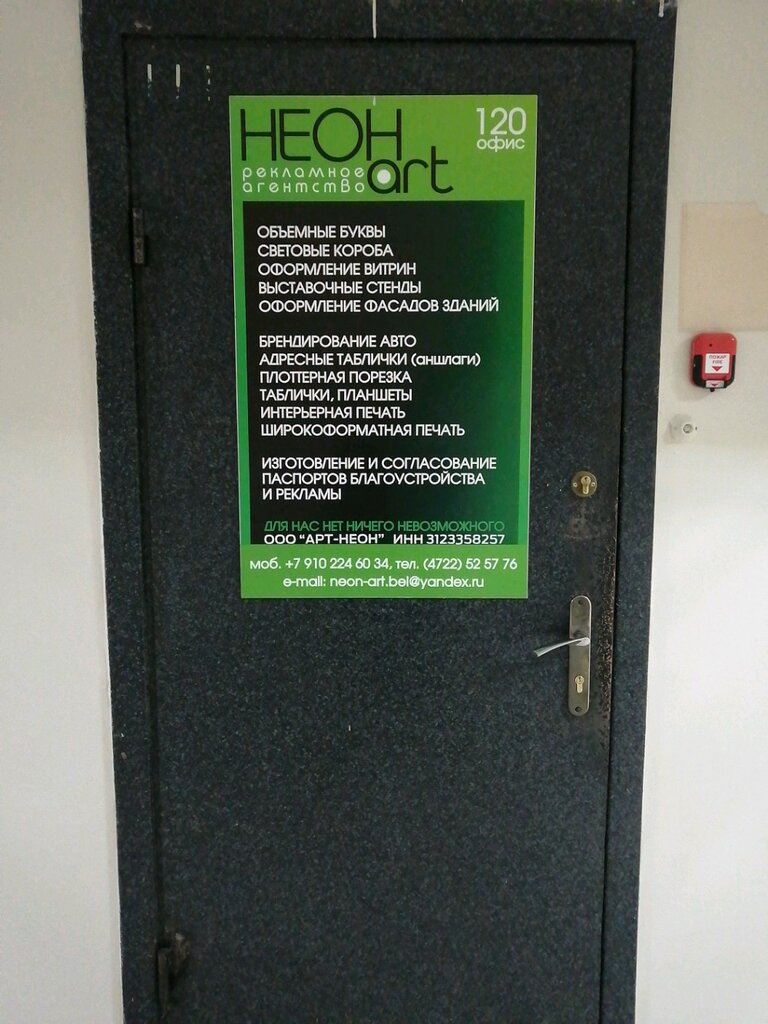 НЕОН
art
рекламное
агентство
120
офис
ОБЪЕМНЫЕ БУКВЫ
СВЕТОВЫЕ КОРОБА
ОФОРМЛЕНИЕ ВИТРИН
ВЫСТАВОЧНЫЕ СТЕНДЫ
ОФОРМЛЕНИЕ ФАСАДОВ ЗДАНИЙ
БРЕНДИРОВАНИЕ АВТО
АДРЕСНЫЕ ТАБЛИЧКИ (аншлаги)
ПЛОТТЕРНАЯ ПОРЕЗКА
ТАБЛИЧКИ, ПЛАНШЕТЫ
ИНТЕРЬЕРНАЯ ПЕЧАТЬ
ШИРОКОФОРМАТНАЯ ПЕЧАТЬ
ИЗГОТОВЛЕНИЕ И СОГЛАСОВАНИЕ
ПАСПОРТОВ БЛАГОУСТРОЙСТВА
И РЕКЛАМЫ
ДЛЯ НАС НЕТ НИЧЕГО НЕВОЗМОЖНОГО
ООО "АРТ-НЕОН" ИНН 3123358257
моб. +7 910 224 60 34, тел. (4722) 52 57 76
e-mail: neon-art.bel@yandex.ru
ПОЖАР
FIRE